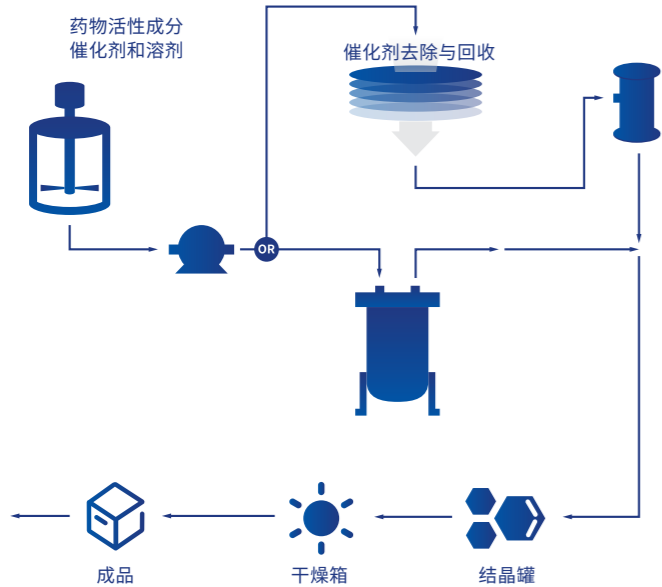 药物活性成分
催化剂和溶剂
催化剂去除与回收
OR
成品
干燥箱
结晶罐